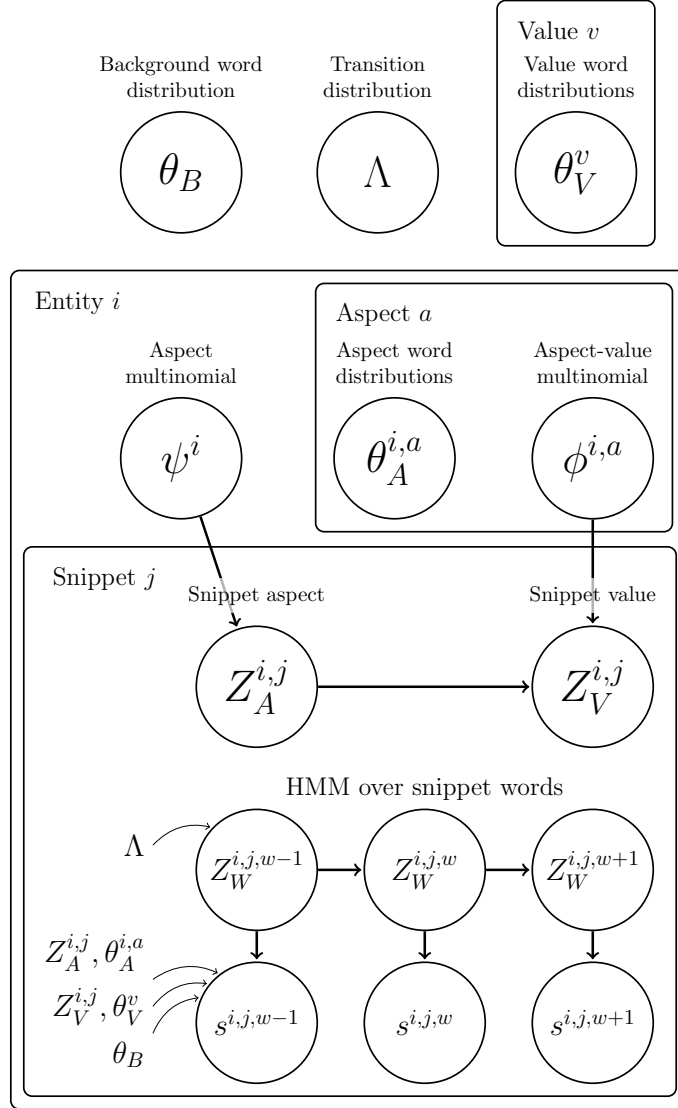 Value v
Background word
distribution
Transition
distribution
Value word
distributions
θ_B
Λ
θ_V^v
Entity i
Aspect a
Aspect
multinomial
Aspect word
distributions
Aspect-value
multinomial
ψ^i
θ_A^{i,a}
φ^{i,a}
Snippet j
Snippet aspect
Snippet value
Z_A^{i,j}
Z_V^{i,j}
HMM over snippet words
Λ
Z_W^{i,j,w−1}
Z_W^{i,j,w}
Z_W^{i,j,w+1}
Z_A^{i,j}, θ_A^{i,a}
Z_V^{i,j}, θ_V^v
θ_B
s^{i,j,w−1}
s^{i,j,w}
s^{i,j,w+1}